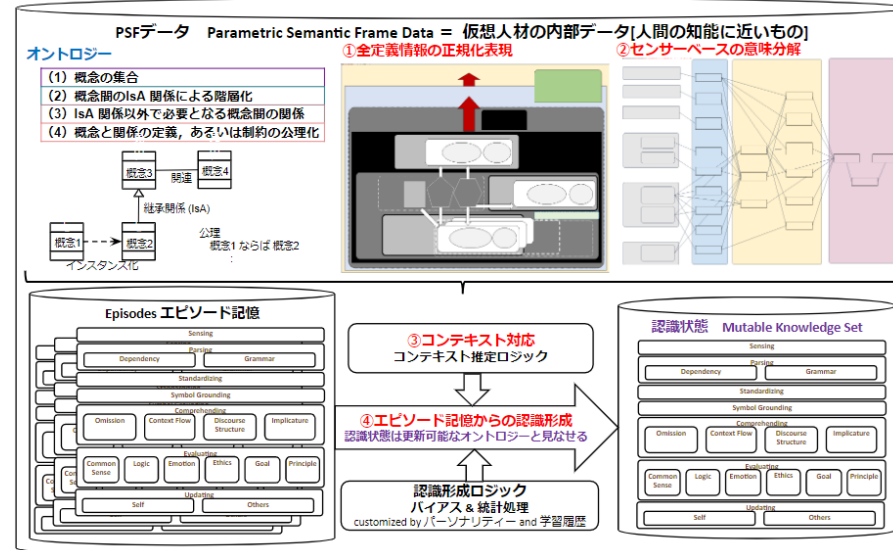 PSFデータ Parametric Semantic Frame Data = 仮想人材の内部データ[人間の知能に近いもの]
オントロジー
(1)概念の集合
(2)概念間のIsA 関係による階層化
(3)IsA 関係以外で必要となる概念間の関係
(4)概念と関係の定義，あるいは制約の公理化
概念3
関連
概念4
継承関係 (IsA)
概念1
概念2
インスタンス化
公理
概念1 ならば 概念2
:
①全定義情報の正規化表現
②センサーベースの意味分解
Episodes エピソード記憶
Sensing
Parsing
Dependency
Grammar
Standardizing
Symbol Grounding
Comprehending
Omission
Context Flow
Discourse
Structure
Implicature
Evaluating
Common
Sense
Logic
Emotion
Ethics
Goal
Principle
Updating
Self
Others
③コンテキスト対応
コンテキスト推定ロジック
④エピソード記憶からの認識形成
認識状態は更新可能なオントロジーと見なせる
認識形成ロジック
バイアス & 統計処理
customized by パーソナリティー and 学習履歴
認識状態 Mutable Knowledge Set
Sensing
Parsing
Dependency
Grammar
Standardizing
Symbol Grounding
Comprehending
Omission
Context Flow
Discourse
Structure
Implicature
Evaluating
Common
Sense
Logic
Emotion
Ethics
Goal
Principle
Updating
Self
Others